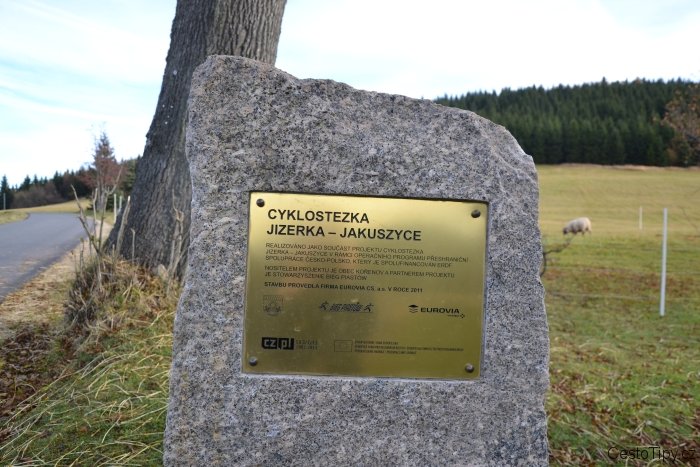 CYKLOSTEZKA
JIZERKA – JAKUSZYCE
REALIZOVÁNO JAKO SOUČÁST PROJEKTU CYKLOSTEZKA
JIZERKA – JAKUSZYCE V RÁMCI OPERAČNÍHO PROGRAMU PŘESHRANIČNÍ
SPOLUPRÁCE ČESKO-POLSKO, KTERÝ JE SPOLUFINANCOVÁN ERDF
NOSITELEM PROJEKTU JE OBEC KOŘENOV A PARTNEREM PROJEKTU
JE STOWARZYSZENIE BIEG PIASTÓW.
STAVBU PROVEDLA FIRMA EUROVIA CS, a.s. V ROCE 2011
EUROVIA
cz pl
CestoTipy.cz